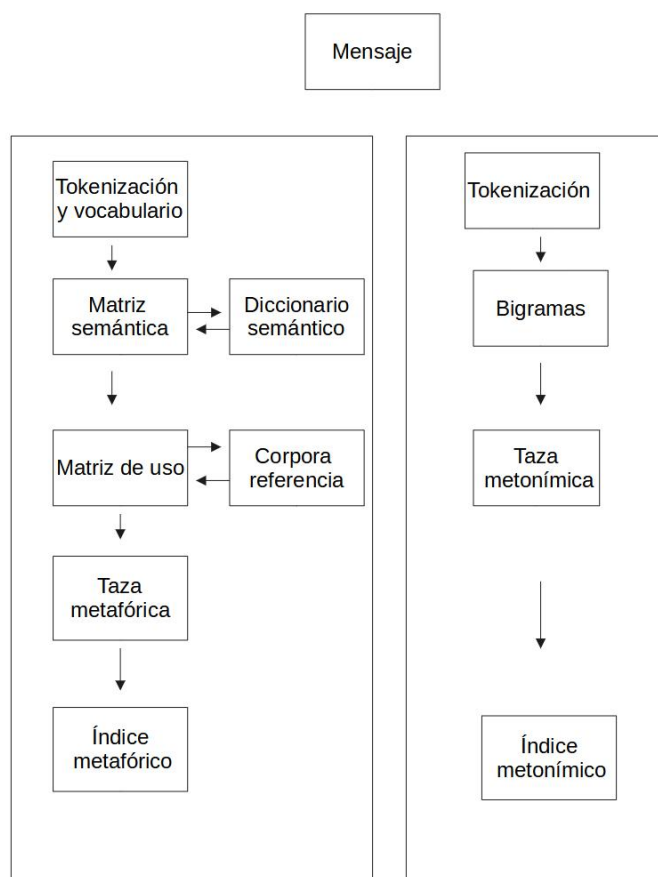 Mensaje
Tokenización
y vocabulario
Matriz
semántica
Diccionario
semántico
Matriz de uso
Corpora
referencia
Taza
metafórica
Índice
metafórico
Tokenización
Bigramas
Taza
metonímica
Índice
metonímico